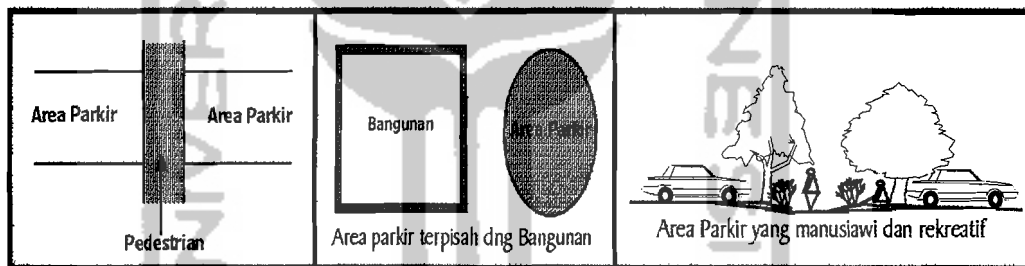 Area Parkir
Area Parkir
Pedestrian
Bangunan
Area Parkir
Area parkir terpisah dng Bangunan
Area Parkir yang manusiawi dan rekreatif